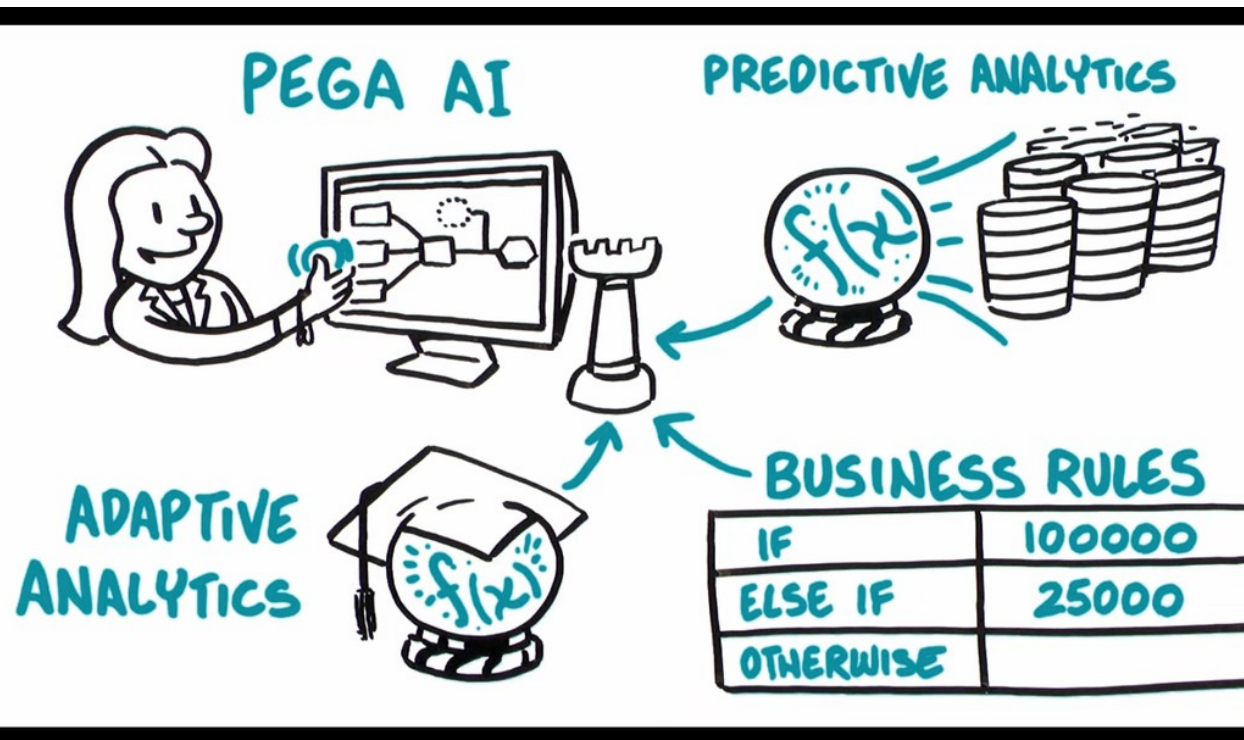 PEGA AI
PREDICTIVE ANALYTICS
f(x)
ADAPTIVE
ANALYTICS
f(x)
BUSINESS RULES
IF 100000
ELSE IF 25000
OTHERWISE